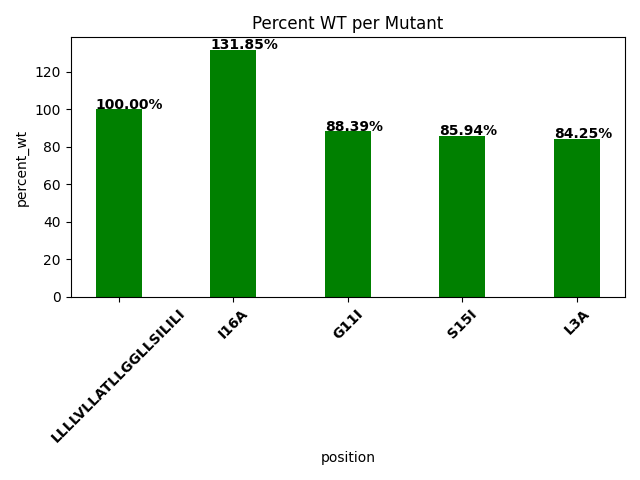 Percent WT per Mutant
percent_wt
120
100
80
60
40
20
0
100.00%
131.85%
88.39%
85.94%
84.25%
LLLLVLLATLLGGLLSILILI
I16A
G11I
S15I
L3A
position